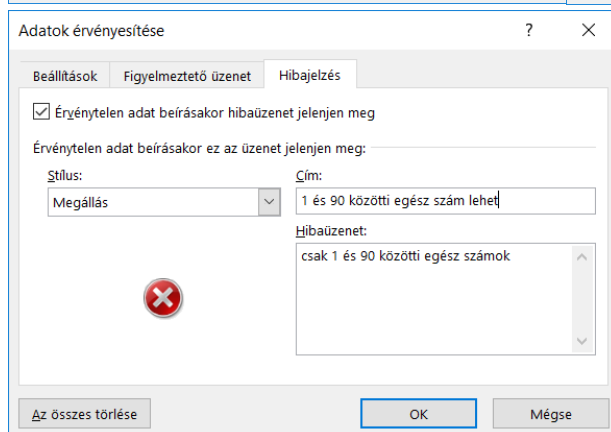 Adatok érvényesítése
Beállítások Figyelmeztető üzenet Hibajelzés
Érvénytelen adat beírásakor hibaüzenet jelenjen meg
Érvénytelen adat beírásakor ez az üzenet jelenjen meg:
Stílus: Cím:
Megállás 1 és 90 közötti egész szám lehet
Hibaüzenet:
csak 1 és 90 közötti egész számok
Az összes törlése OK Mégse